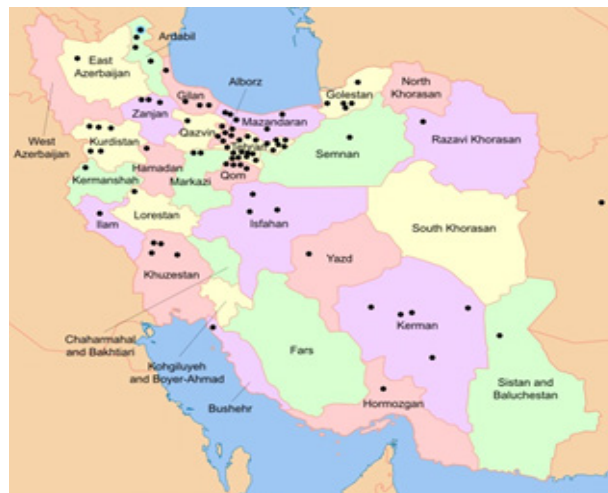 Ardabil
East
Azerbaijan
Alborz
Gilan
Golestan
North
Khorasan
Zanjan
Mazandaran
West
Azerbaijan
Qazvin
Tehran
Razavi Khorasan
Kurdistan
Semnan
Hamadan
Kermanshah
Markazi
Qom
Ilam
Lorestan
Isfahan
South Khorasan
Khuzestan
Yazd
Kerman
Chaharmahal
and Bakhtiari
Fars
Kohgiluyeh
and Boyer-Ahmad
Sistan and
Baluchestan
Bushehr
Hormozgan